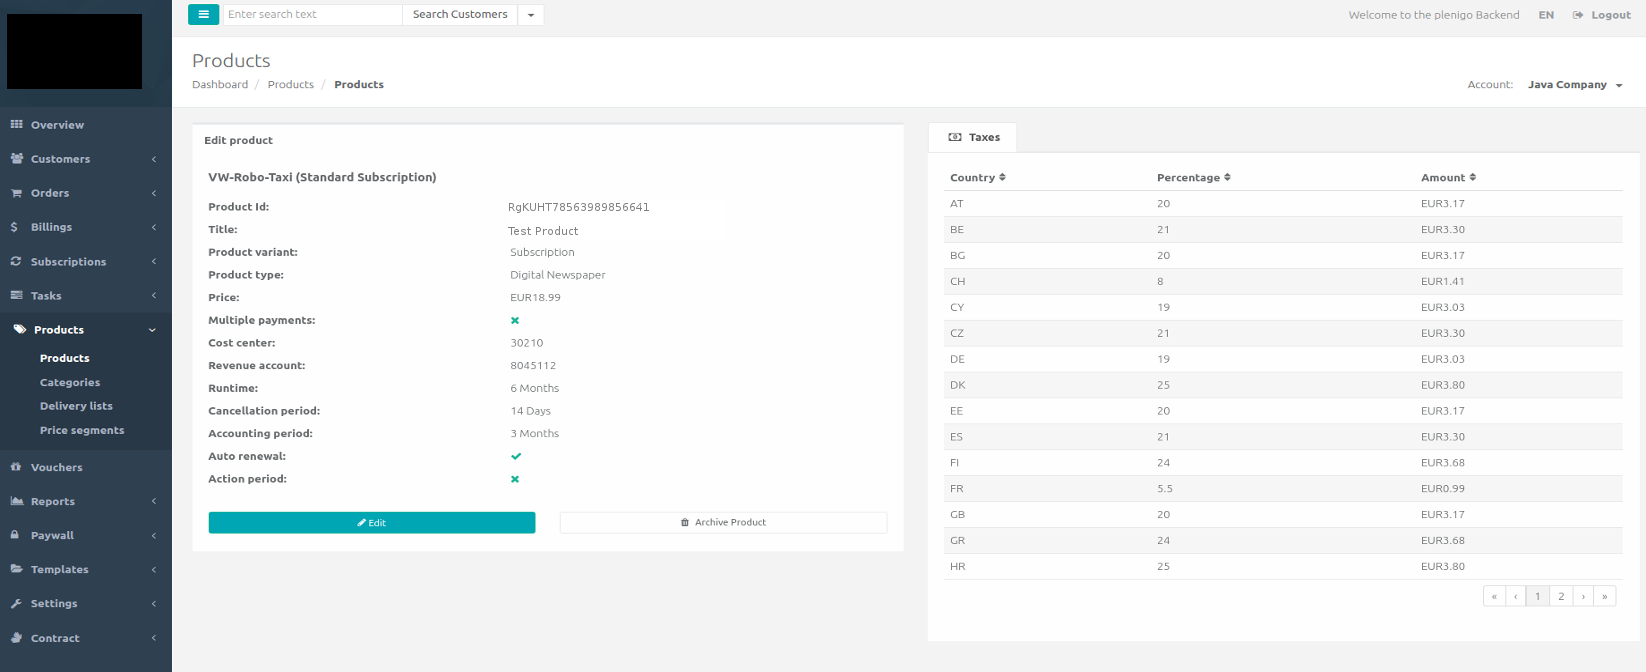 Enter search text Search Customers Welcome to the plenigo Backend EN Logout
Products
Dashboard / Products / Products Account: Java Company
Overview
Customers
Orders
Billings
Subscriptions
Tasks
Products
Products
Categories
Delivery lists
Price segments
Vouchers
Reports
Paywall
Templates
Settings
Contract
Edit product
VW-Robo-Taxi (Standard Subscription)
Product Id: RgKUHT78563989856641
Title: Test Product
Product variant: Subscription
Product type: Digital Newspaper
Price: EUR18.99
Multiple payments:
Cost center: 30210
Revenue account: 8045112
Runtime: 6 Months
Cancellation period: 14 Days
Accounting period: 3 Months
Auto renewal:
Action period:
Edit Archive Product
Taxes
Country Percentage Amount
AT 20 EUR3.17
BE 21 EUR3.30
BG 20 EUR3.17
CH 8 EUR1.41
CY 19 EUR3.03
CZ 21 EUR3.30
DE 19 EUR3.03
DK 25 EUR3.80
EE 20 EUR3.17
ES 21 EUR3.30
FI 24 EUR3.68
FR 5.5 EUR0.99
GB 20 EUR3.17
GR 24 EUR3.68
HR 25 EUR3.80
« ‹ 1 2 › »